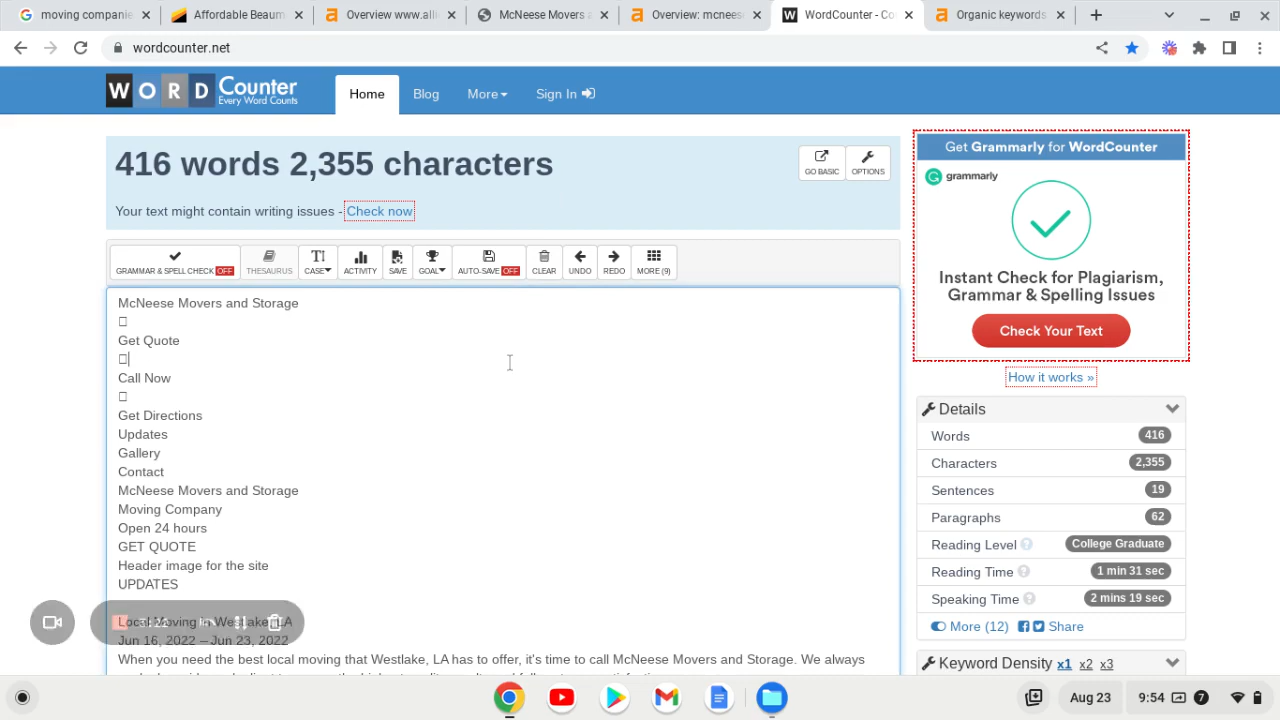 moving companie
Affordable Beaum
Overview www.alli
McNeese Movers a
Overview: mcnees
WordCounter - Co
Organic keywords
wordcounter.net
WORD Counter
Every Word Counts
Home
Blog
More
Sign In
416 words 2,355 characters
GO BASIC
OPTIONS
Your text might contain writing issues - Check now
GRAMMAR & SPELL CHECK OFF
THESAURUS
CASE
ACTIVITY
SAVE
GOAL
AUTO-SAVE OFF
CLEAR
UNDO
REDO
MORE (9)
McNeese Movers and Storage
Get Quote
Call Now
Get Directions
Updates
Gallery
Contact
McNeese Movers and Storage
Moving Company
Open 24 hours
GET QUOTE
Header image for the site
UPDATES
Local Moving Westlake, LA
Jun 16, 2022 – Jun 23, 2022
When you need the best local moving that Westlake, LA has to offer, it's time to call McNeese Movers and Storage. We always
Get Grammarly for WordCounter
grammarly
Instant Check for Plagiarism,
Grammar & Spelling Issues
Check Your Text
How it works »
Details
Words 416
Characters 2,355
Sentences 19
Paragraphs 62
Reading Level College Graduate
Reading Time 1 min 31 sec
Speaking Time 2 mins 19 sec
More (12) Share
Keyword Density x1 x2 x3
Aug 23
9:54
7